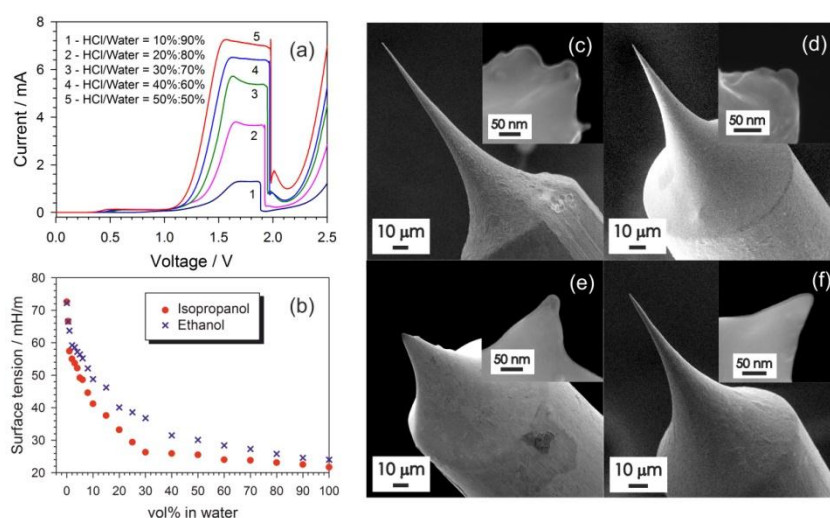 8
6
4
2
0
Current / mA
1 - HCl/Water = 10%:90%
2 - HCl/Water = 20%:80%
3 - HCl/Water = 30%:70%
4 - HCl/Water = 40%:60%
5 - HCl/Water = 50%:50%
(a)
5
4
3
2
1
0.0 0.5 1.0 1.5 2.0 2.5
Voltage / V
80
70
60
50
40
30
20
Surface tension / mH/m
(b)
Isopropanol
Ethanol
0 10 20 30 40 50 60 70 80 90 100
vol% in water
(c)
50 nm
10 μm
(d)
50 nm
10 μm
(e)
50 nm
10 μm
(f)
50 nm
10 μm